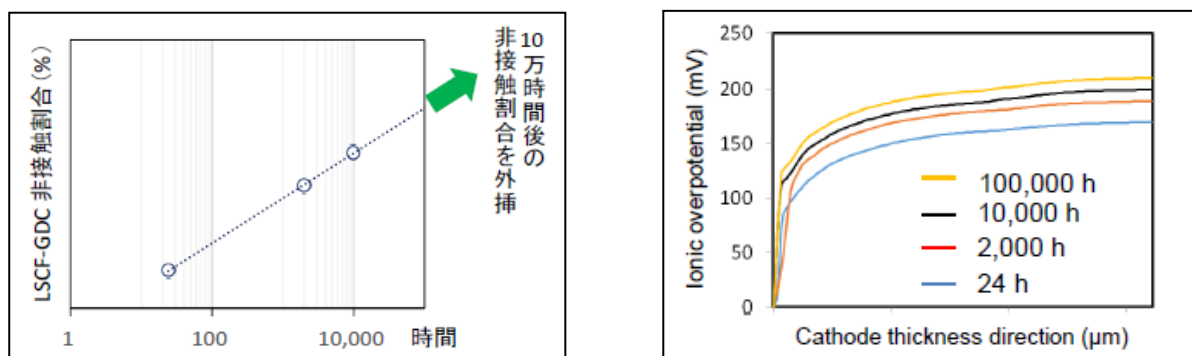 LSCF-GDC 非接触割合 (%)
1
100
10,000
時間
10万時間後の
非接触割合を外挿
250
200
150
100
50
0
Ionic overpotential (mV)
100,000 h
10,000 h
2,000 h
24 h
Cathode thickness direction (µm)